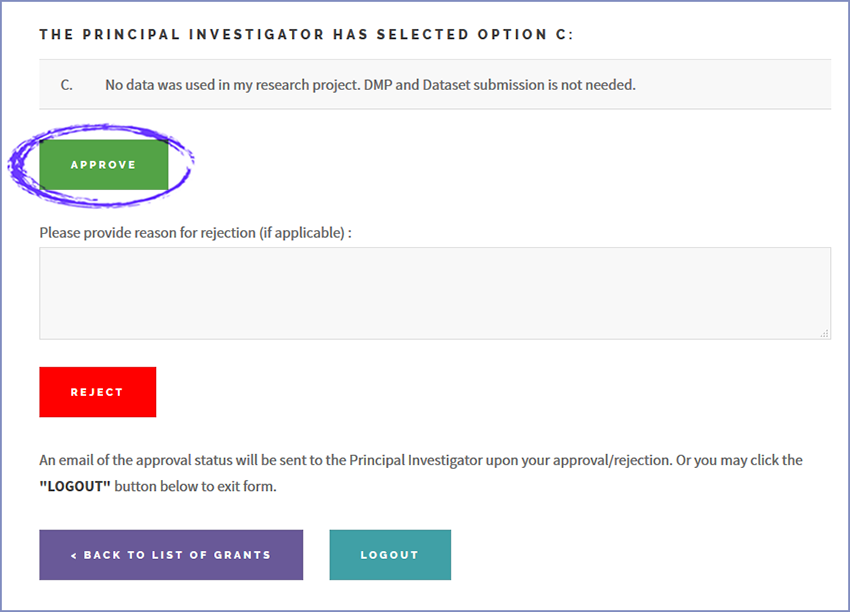 THE PRINCIPAL INVESTIGATOR HAS SELECTED OPTION C:
C. No data was used in my research project. DMP and Dataset submission is not needed.
APPROVE
Please provide reason for rejection (if applicable) :
REJECT
An email of the approval status will be sent to the Principal Investigator upon your approval/rejection. Or you may click the
"LOGOUT" button below to exit form.
< BACK TO LIST OF GRANTS
LOGOUT